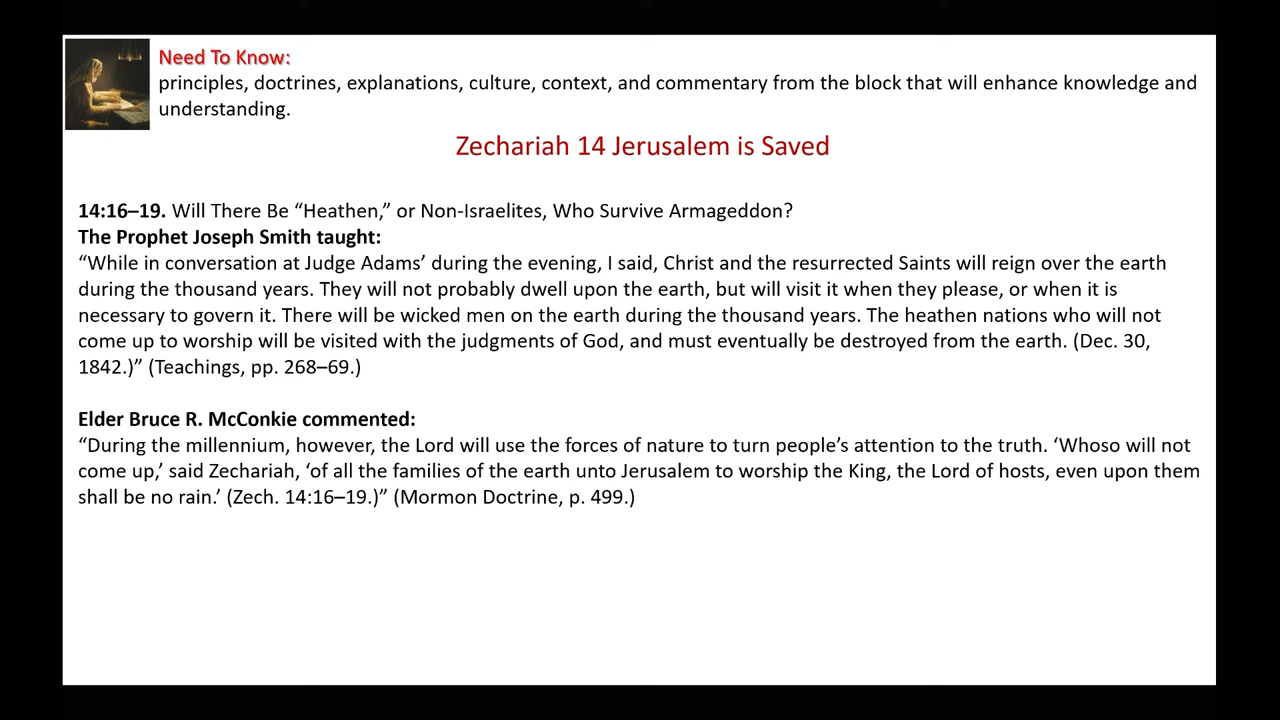 Need To Know:
principles, doctrines, explanations, culture, context, and commentary from the block that will enhance knowledge and
understanding.
Zechariah 14 Jerusalem is Saved
14:16–19. Will There Be “Heathen,” or Non-Israelites, Who Survive Armageddon?
The Prophet Joseph Smith taught:
“While in conversation at Judge Adams’ during the evening, I said, Christ and the resurrected Saints will reign over the earth
during the thousand years. They will not probably dwell upon the earth, but will visit it when they please, or when it is
necessary to govern it. There will be wicked men on the earth during the thousand years. The heathen nations who will not
come up to worship will be visited with the judgments of God, and must eventually be destroyed from the earth. (Dec. 30,
1842.)” (Teachings, pp. 268–69.)
Elder Bruce R. McConkie commented:
“During the millennium, however, the Lord will use the forces of nature to turn people’s attention to the truth. ‘Whoso will not
come up,’ said Zechariah, ‘of all the families of the earth unto Jerusalem to worship the King, the Lord of hosts, even upon them
shall be no rain.’ (Zech. 14:16–19.)” (Mormon Doctrine, p. 499.)